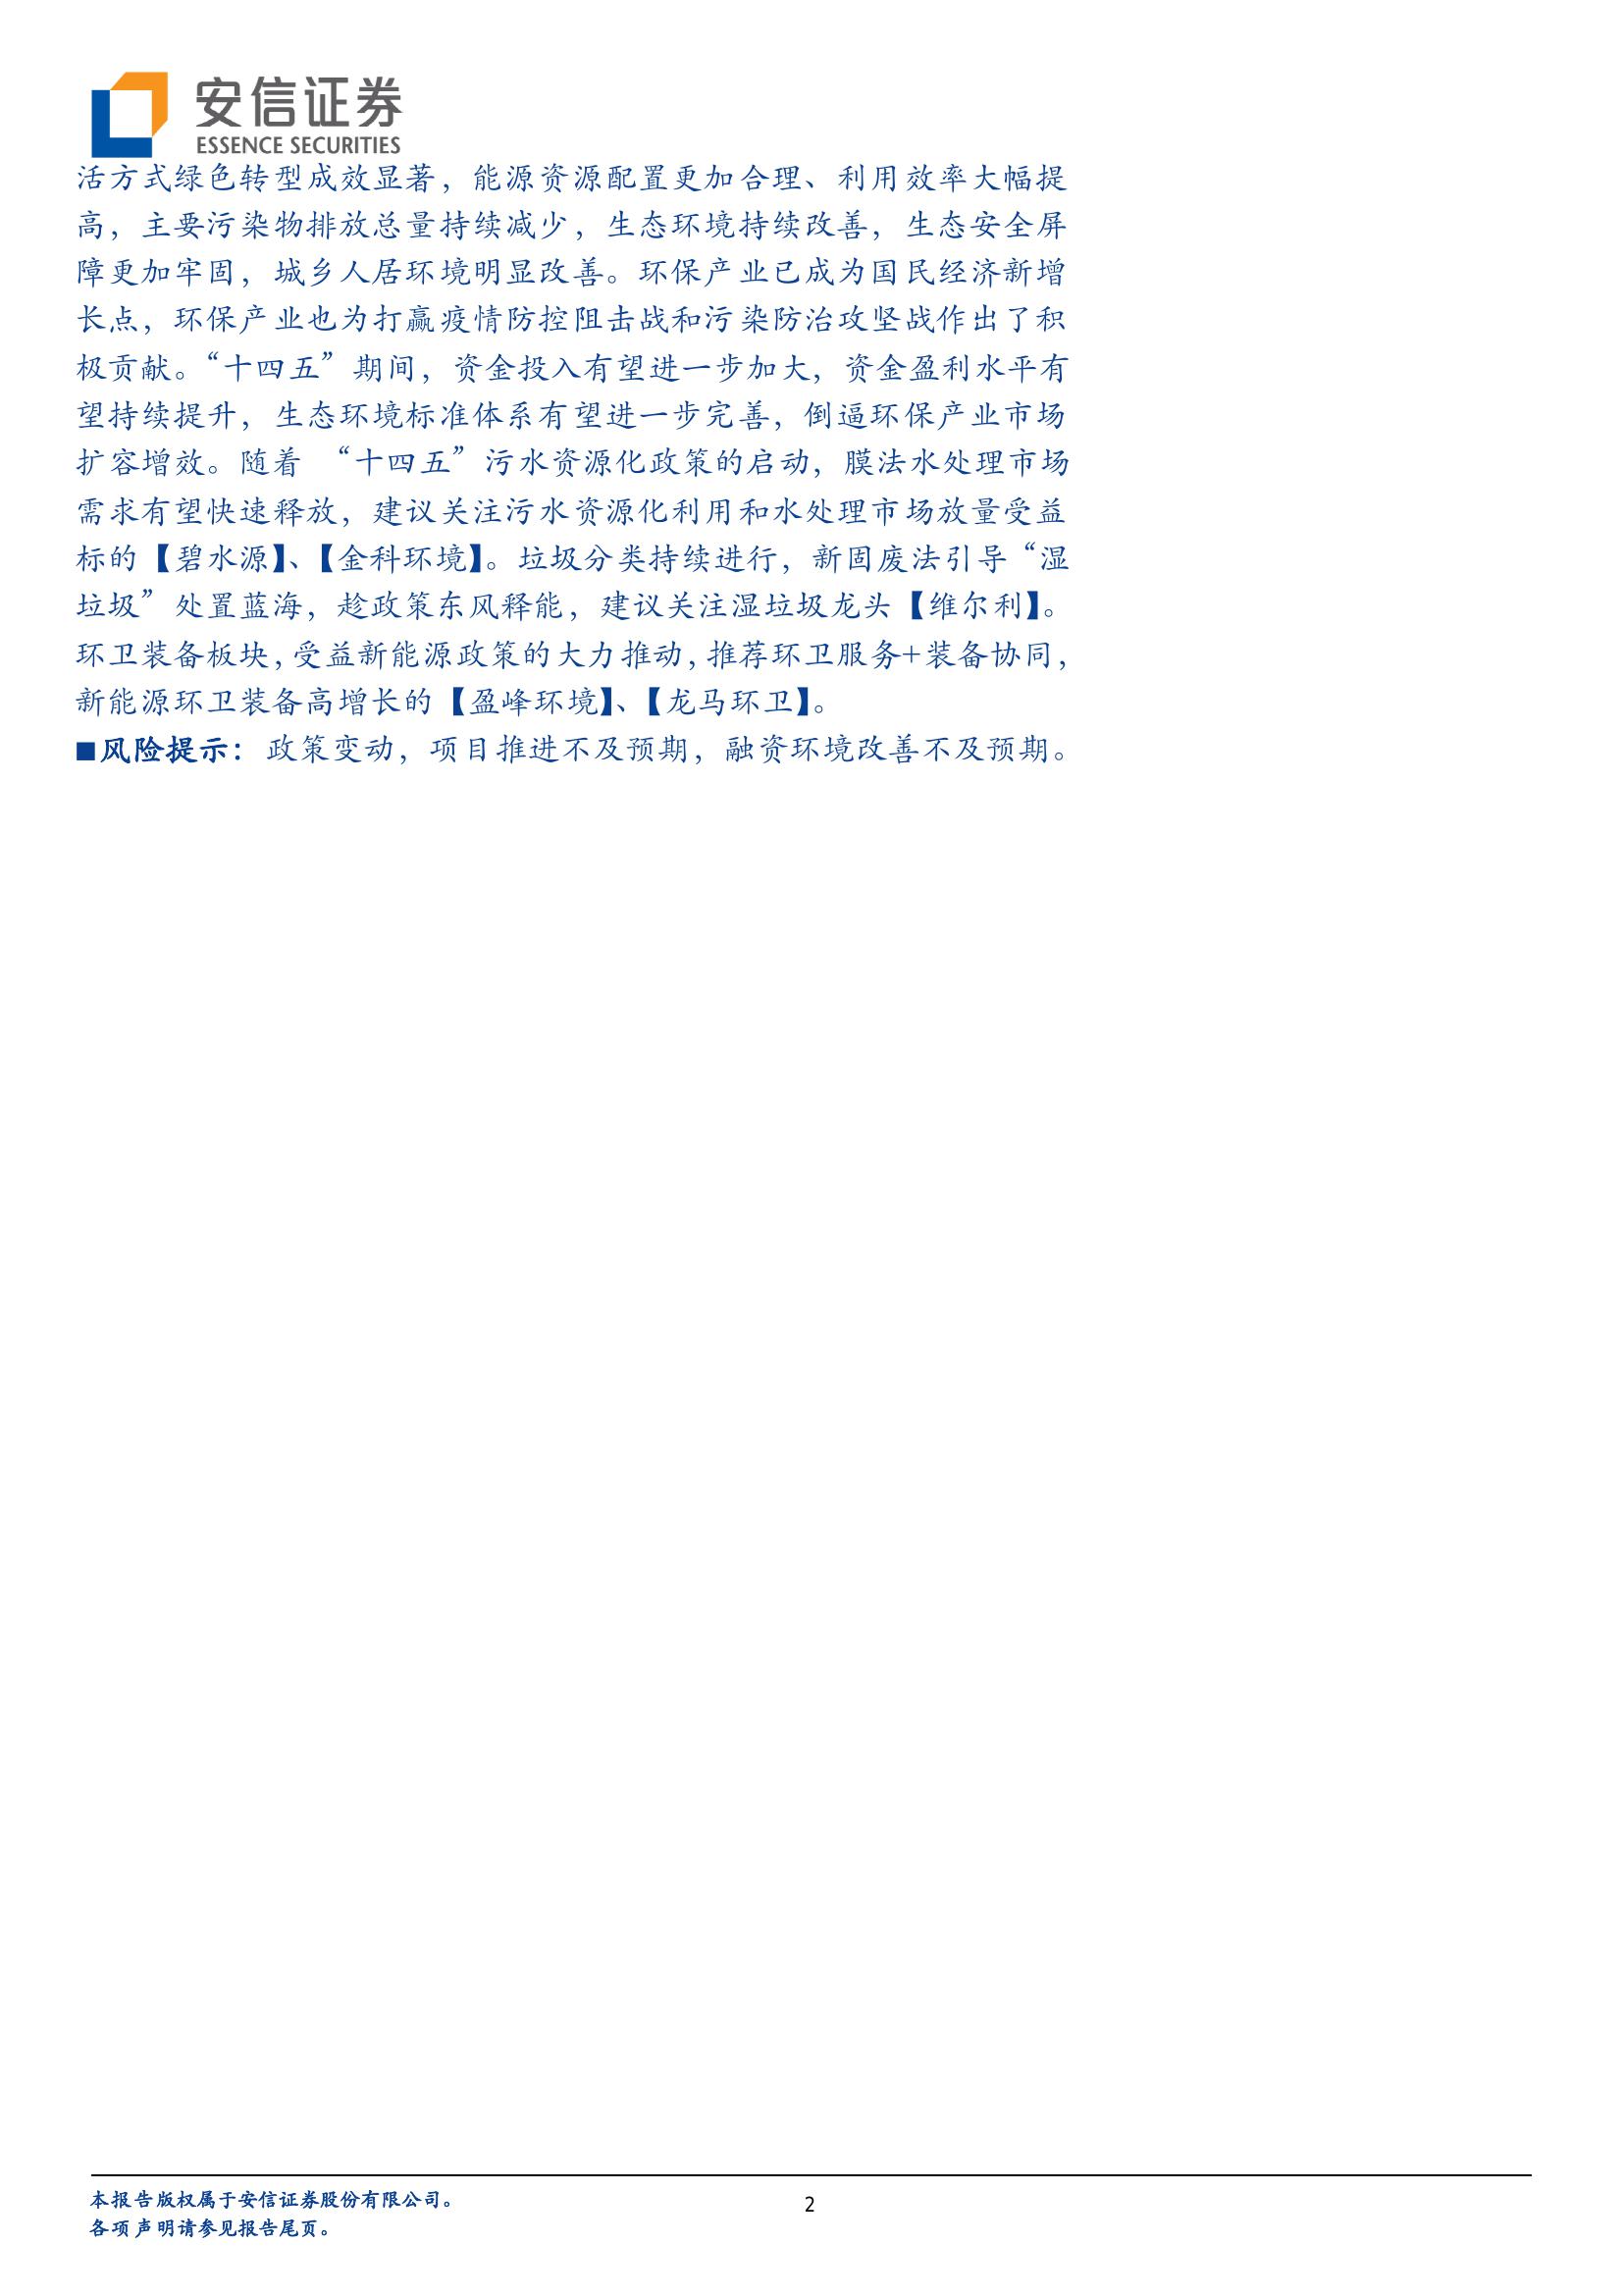 安信证券
ESSENCE SECURITIES
活方式绿色转型成效显著，能源资源配置更加合理、利用效率大幅提
高，主要污染物排放总量持续减少，生态环境持续改善，生态安全屏
障更加牢固，城乡人居环境明显改善。环保产业已成为国民经济新增
长点，环保产业也为打赢疫情防控阻击战和污染防治攻坚战作出了积
极贡献。“十四五”期间，资金投入有望进一步加大，资金盈利水平有
望持续提升，生态环境标准体系有望进一步完善，倒逼环保产业市场
扩容增效。随着 “十四五”污水资源化政策的启动，膜法水处理市场
需求有望快速释放，建议关注污水资源化利用和水处理市场放量受益
标的【碧水源】、【金科环境】。垃圾分类持续进行，新固废法引导“湿
垃圾”处置蓝海，趁政策东风释能，建议关注湿垃圾龙头【维尔利】。
环卫装备板块，受益新能源政策的大力推动，推荐环卫服务+装备协同，
新能源环卫装备高增长的【盈峰环境】、【龙马环卫】。
■风险提示：政策变动，项目推进不及预期，融资环境改善不及预期。
本报告版权属于安信证券股份有限公司。
各项声明请参见报告尾页。
2